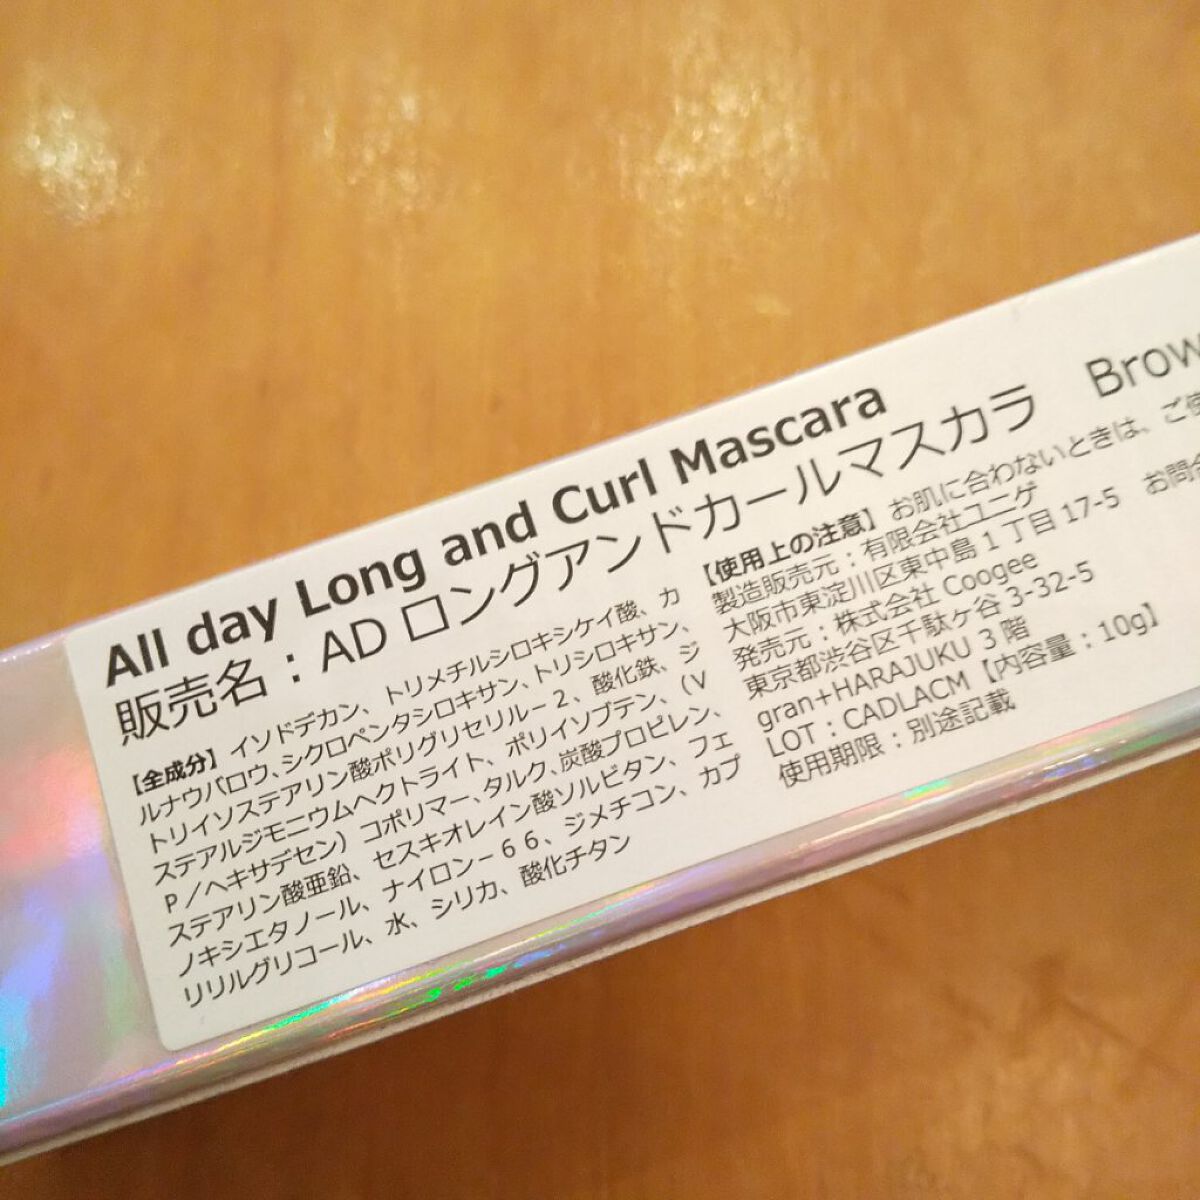 All day Long and Curl Mascara
販売名：AD ロングアンドカールマスカラ Brow
【全成分】イソドデカン、トリメチルシロキシケイ酸、カ
ルナウバロウ、シクロペンタシロキサン、トリシロキサン、
トリイソステアリン酸ポリグリセリル－2、酸化鉄、ジ
ステアルジモニウムヘクトライト、ポリイソブテン、（V
P／ヘキサデセン）コポリマー、タルク、炭酸プロピレン、
ステアリン酸亜鉛、セスキオレイン酸ソルビタン、フェ
ノキシエタノール、ナイロン－６６、ジメチコン、カプ
リリルグリコール、水、シリカ、酸化チタン
【使用上の注意】お肌に合わないときは、ご使
製造販売元：有限会社ユニゲ
大阪市東淀川区東中島 1 丁目 17-5 お問合
発売元：株式会社 Coogee
東京都渋谷区千駄ヶ谷 3-32-5
gran+HARAJUKU 3 階
LOT：CADLACM【内容量：10g】
使用期限：別途記載